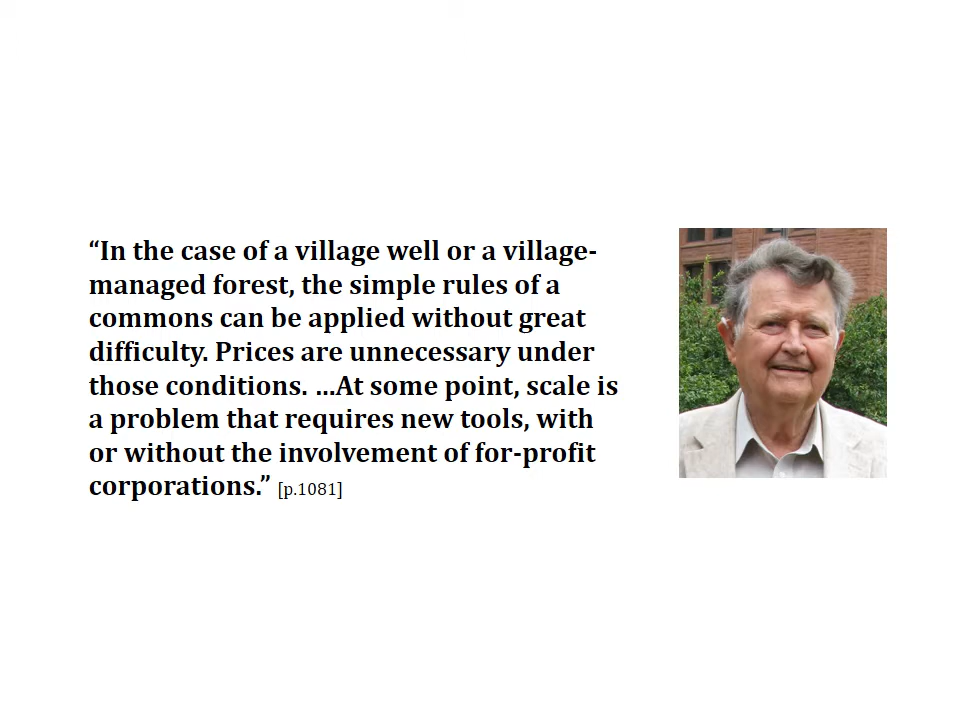 “In the case of a village well or a village-
managed forest, the simple rules of a
commons can be applied without great
difficulty. Prices are unnecessary under
those conditions. …At some point, scale is
a problem that requires new tools, with
or without the involvement of for-profit
corporations.” [p.1081]